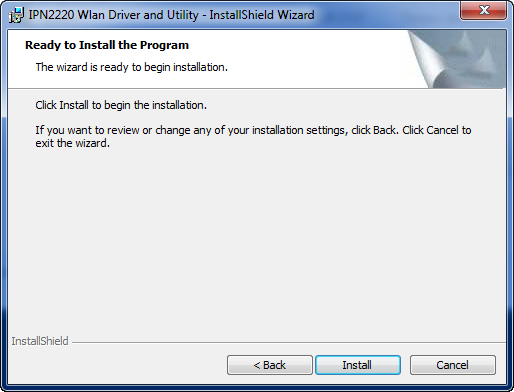 IPN2220 Wlan Driver and Utility - InstallShield Wizard
Ready to Install the Program
The wizard is ready to begin installation.
Click Install to begin the installation.
If you want to review or change any of your installation settings, click Back. Click Cancel to
exit the wizard.
InstallShield
< Back Install Cancel